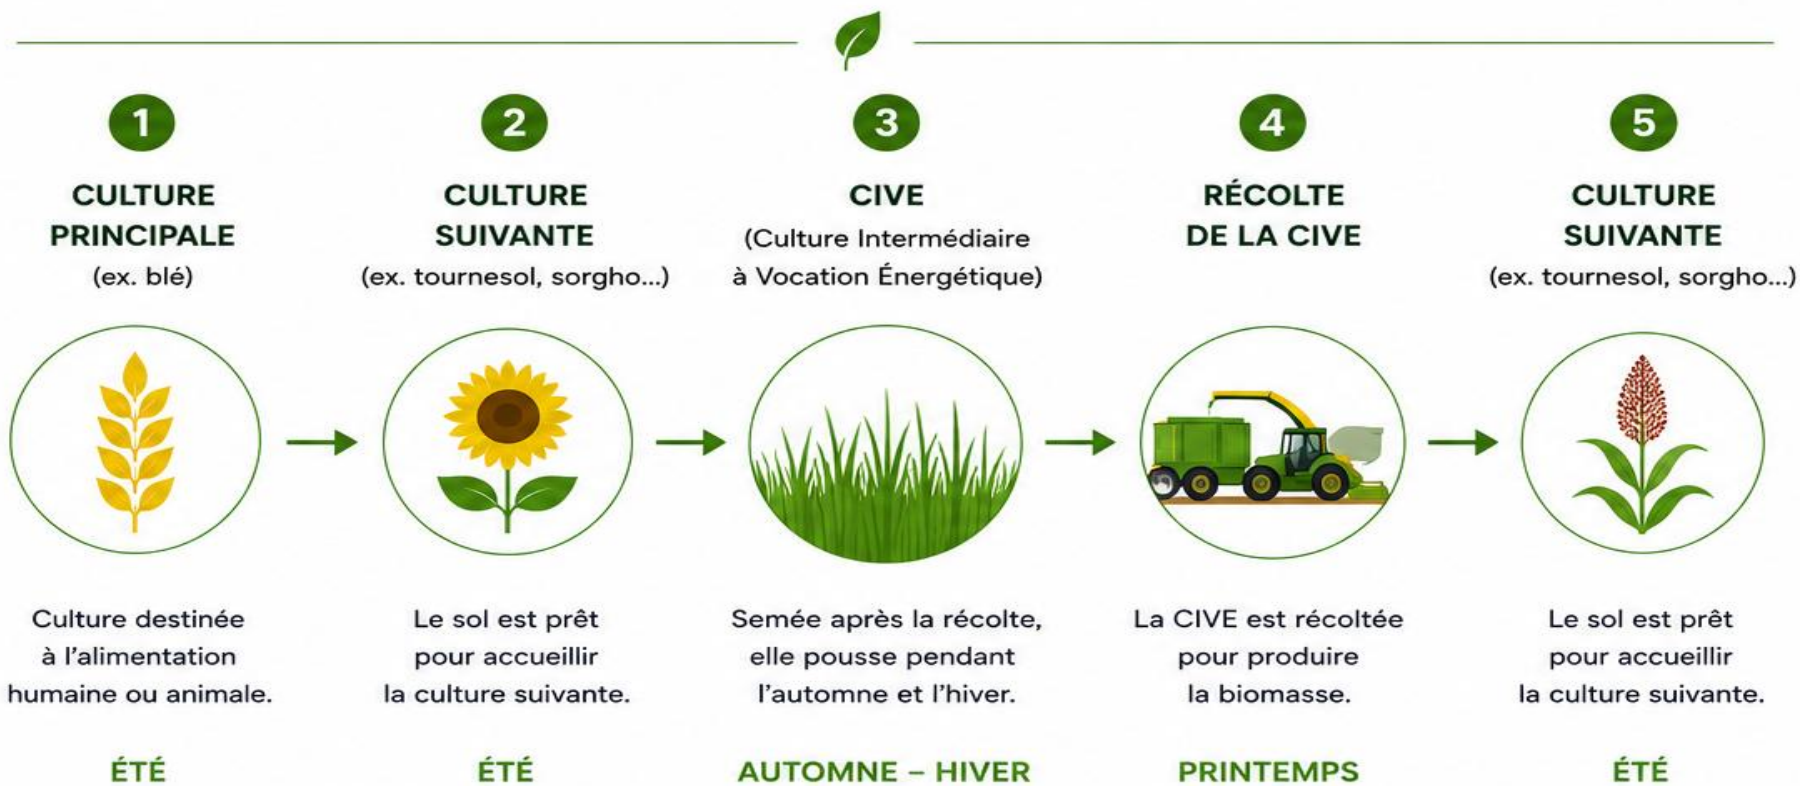 1
CULTURE
PRINCIPALE
(ex. blé)
Culture destinée
à l'alimentation
humaine ou animale.
ÉTÉ
2
CULTURE
SUIVANTE
(ex. tournesol, sorgho...)
Le sol est prêt
pour accueillir
la culture suivante.
ÉTÉ
3
CIVE
(Culture Intermédiaire
à Vocation Énergétique)
Semée après la récolte,
elle pousse pendant
l'automne et l'hiver.
AUTOMNE – HIVER
4
RÉCOLTE
DE LA CIVE
La CIVE est récoltée
pour produire
la biomasse.
PRINTEMPS
5
CULTURE
SUIVANTE
(ex. tournesol, sorgho...)
Le sol est prêt
pour accueillir
la culture suivante.
ÉTÉ